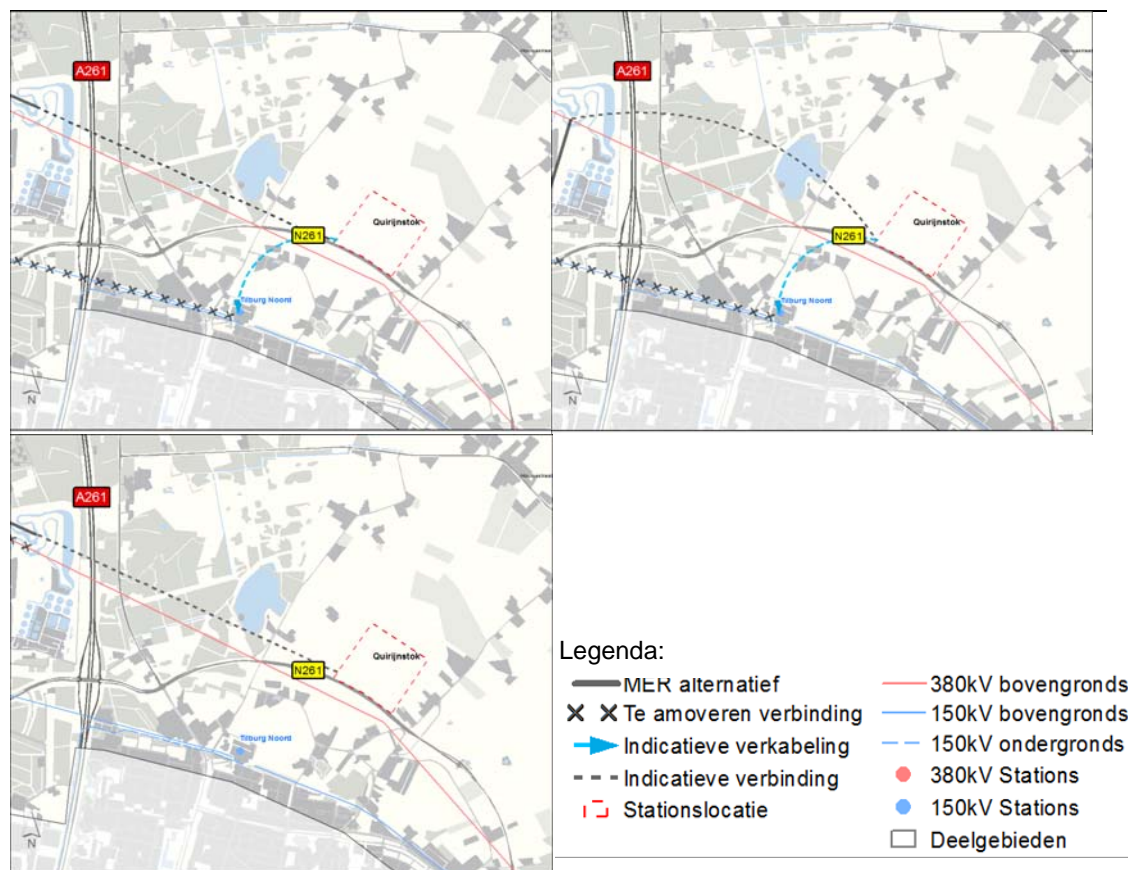 A261
N261
Quirijnstok
Tilburg Noord
N
A261
N261
Quirijnstok
Tilburg Noord
N
A261
N261
Quirijnstok
Tilburg Noord
N
Legenda:
MER alternatief
Te amoveren verbinding
Indicatieve verkabeling
Indicatieve verbinding
Stationslocatie
380kV bovengronds
150kV bovengronds
150kV ondergronds
380kV Stations
150kV Stations
Deelgebieden